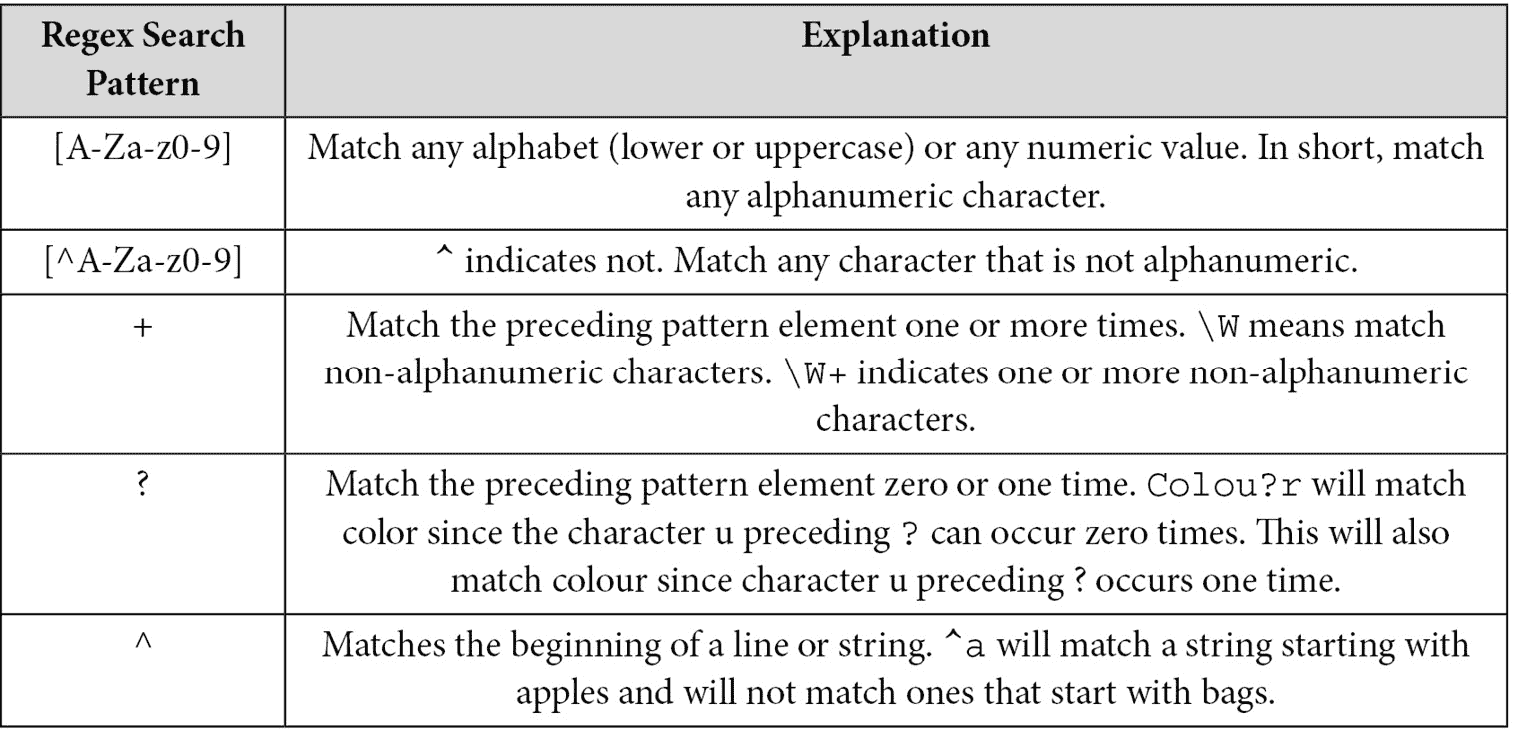 Regex Search
Pattern
Explanation
[A-Za-z0-9]
Match any alphabet (lower or uppercase) or any numeric value. In short, match
any alphanumeric character.
[^A-Za-z0-9]
^ indicates not. Match any character that is not alphanumeric.
+
Match the preceding pattern element one or more times. \W means match
non-alphanumeric characters. \W+ indicates one or more non-alphanumeric
characters.
?
Match the preceding pattern element zero or one time. Colou?r will match
color since the character u preceding ? can occur zero times. This will also
match colour since character u preceding ? occurs one time.
^
Matches the beginning of a line or string. ^a will match a string starting with
apples and will not match ones that start with bags.